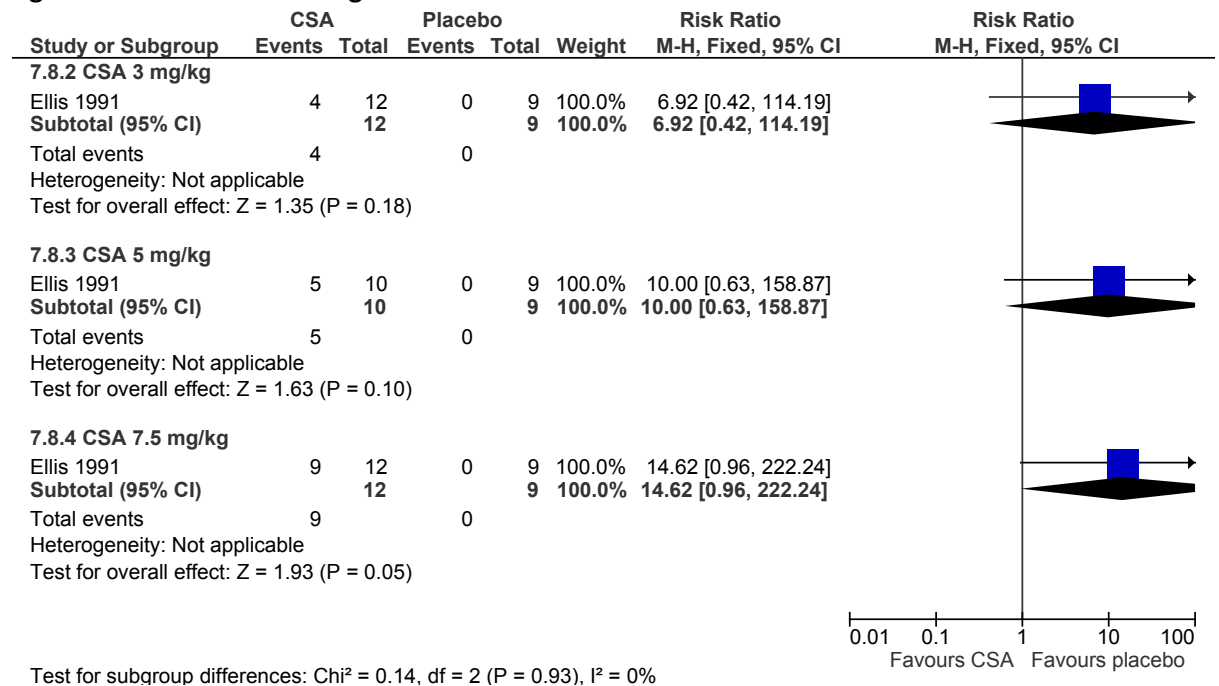 CSA Placebo Risk Ratio Risk Ratio
Study or Subgroup Events Total Events Total Weight M-H, Fixed, 95% CI M-H, Fixed, 95% CI
7.8.2 CSA 3 mg/kg
Ellis 1991 4 12 0 9 100.0% 6.92 [0.42, 114.19]
Subtotal (95% CI) 12 9 100.0% 6.92 [0.42, 114.19]
Total events 4 0
Heterogeneity: Not applicable
Test for overall effect: Z = 1.35 (P = 0.18)
7.8.3 CSA 5 mg/kg
Ellis 1991 5 10 0 9 100.0% 10.00 [0.63, 158.87]
Subtotal (95% CI) 10 9 100.0% 10.00 [0.63, 158.87]
Total events 5 0
Heterogeneity: Not applicable
Test for overall effect: Z = 1.63 (P = 0.10)
7.8.4 CSA 7.5 mg/kg
Ellis 1991 9 12 0 9 100.0% 14.62 [0.96, 222.24]
Subtotal (95% CI) 12 9 100.0% 14.62 [0.96, 222.24]
Total events 9 0
Heterogeneity: Not applicable
Test for overall effect: Z = 1.93 (P = 0.05)
0.01 0.1 1 10 100
Favours CSA Favours placebo
Test for subgroup differences: Chi² = 0.14, df = 2 (P = 0.93), I² = 0%